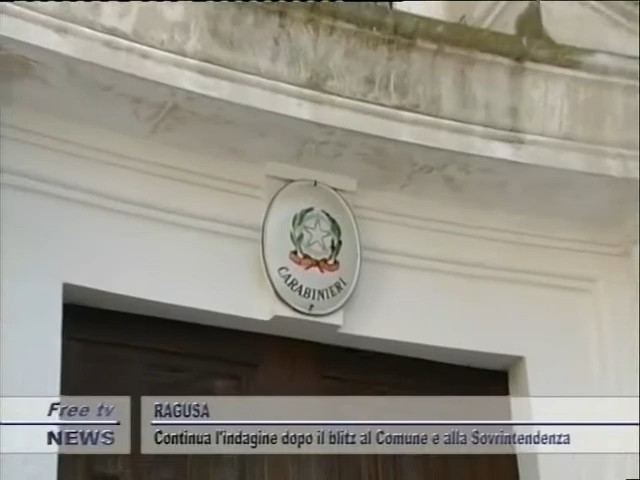 CARABINIERI
Free tv
NEWS
RAGUSA
Continua l'indagine dopo il blitz al Comune e alla Sovrintendenza